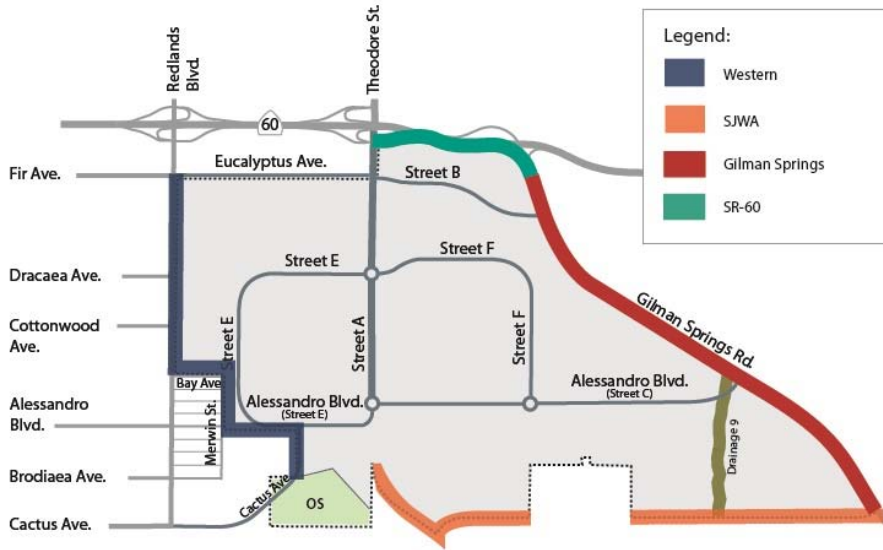 Redlands
Blvd.
Theodore St.
Legend:
Western
SJWA
Gilman Springs
SR-60
60
Fir Ave.
Eucalyptus Ave.
Street B
Dracaea Ave.
Street E
Street F
Cottonwood
Ave.
Street E
Street A
Street F
Gilman Springs Rd.
Bay Ave
Merwin St.
Alessandro
Blvd.
Alessandro Blvd.
(Street E)
Alessandro Blvd.
(Street C)
Drainage 9
Brodiaea Ave.
Cactus Ave
OS
Cactus Ave.